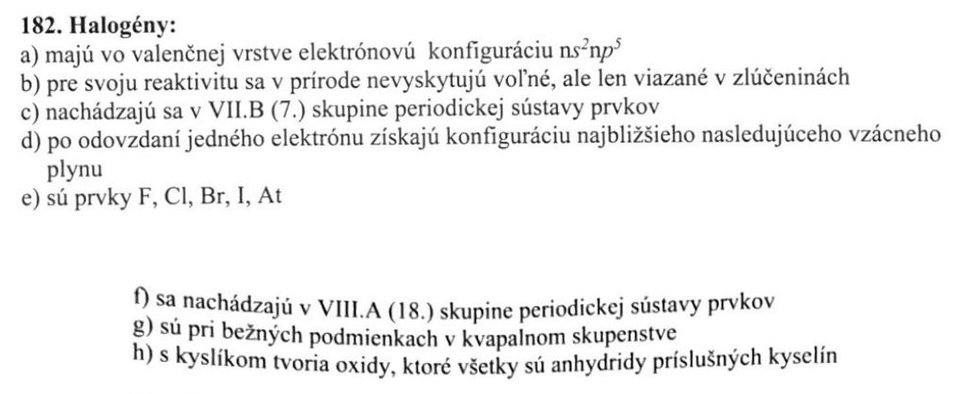 182. Halogény:
a) majú vo valenčnej vrstve elektrónovú konfiguráciu ns²np⁵
b) pre svoju reaktivitu sa v prírode nevyskytujú voľné, ale len viazané v zlúčeninách
c) nachádzajú sa v VII.B (7.) skupine periodickej sústavy prvkov
d) po odovzdaní jedného elektrónu získajú konfiguráciu najbližšieho nasledujúceho vzácneho
plynu
e) sú prvky F, Cl, Br, I, At
f) sa nachádzajú v VIII.A (18.) skupine periodickej sústavy prvkov
g) sú pri bežných podmienkach v kvapalnom skupenstve
h) s kyslíkom tvoria oxidy, ktoré všetky sú anhydridy príslušných kyselín